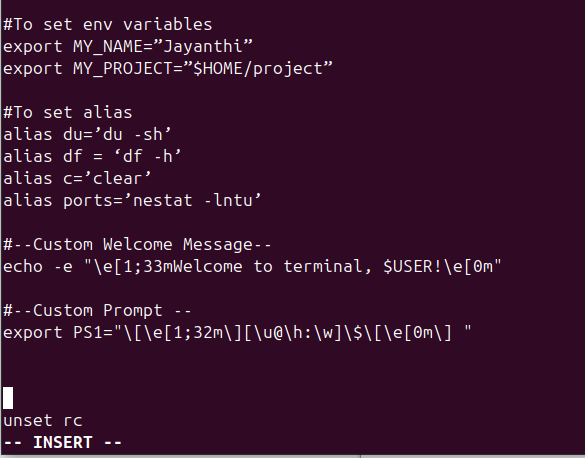 #To set env variables
export MY_NAME=”Jayanthi”
export MY_PROJECT=”$HOME/project”
#To set alias
alias du=’du -sh’
alias df = ‘df -h’
alias c=’clear’
alias ports=’nestat -lntu’
#--Custom Welcome Message--
echo -e "\e[1;33mWelcome to terminal, $USER!\e[0m"
#--Custom Prompt --
export PS1="\[\e[1;32m\][\u@\h:\w]\$\[\e[0m\] "
unset rc
-- INSERT --